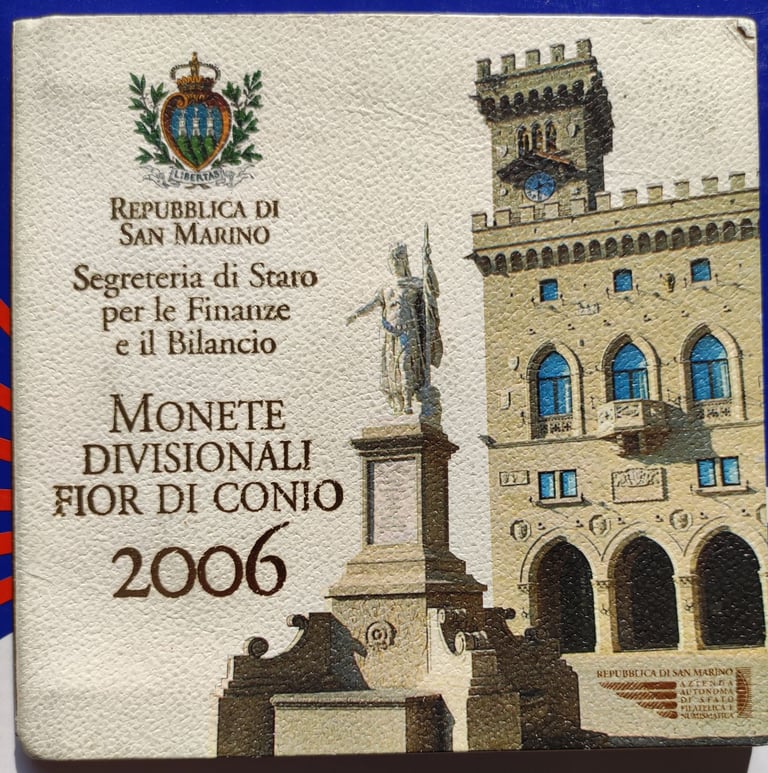 LIBERTAS
REPUBBLICA DI
SAN MARINO
Segreteria di Stato
per le Finanze
e il Bilancio
MONETE
DIVISIONALI
FIOR DI CONIO
2006
REPUBBLICA DI SAN MARINO
AZIENDA
AUTONOMA
DI STATO
FILATELICA E
NUMISMATICA